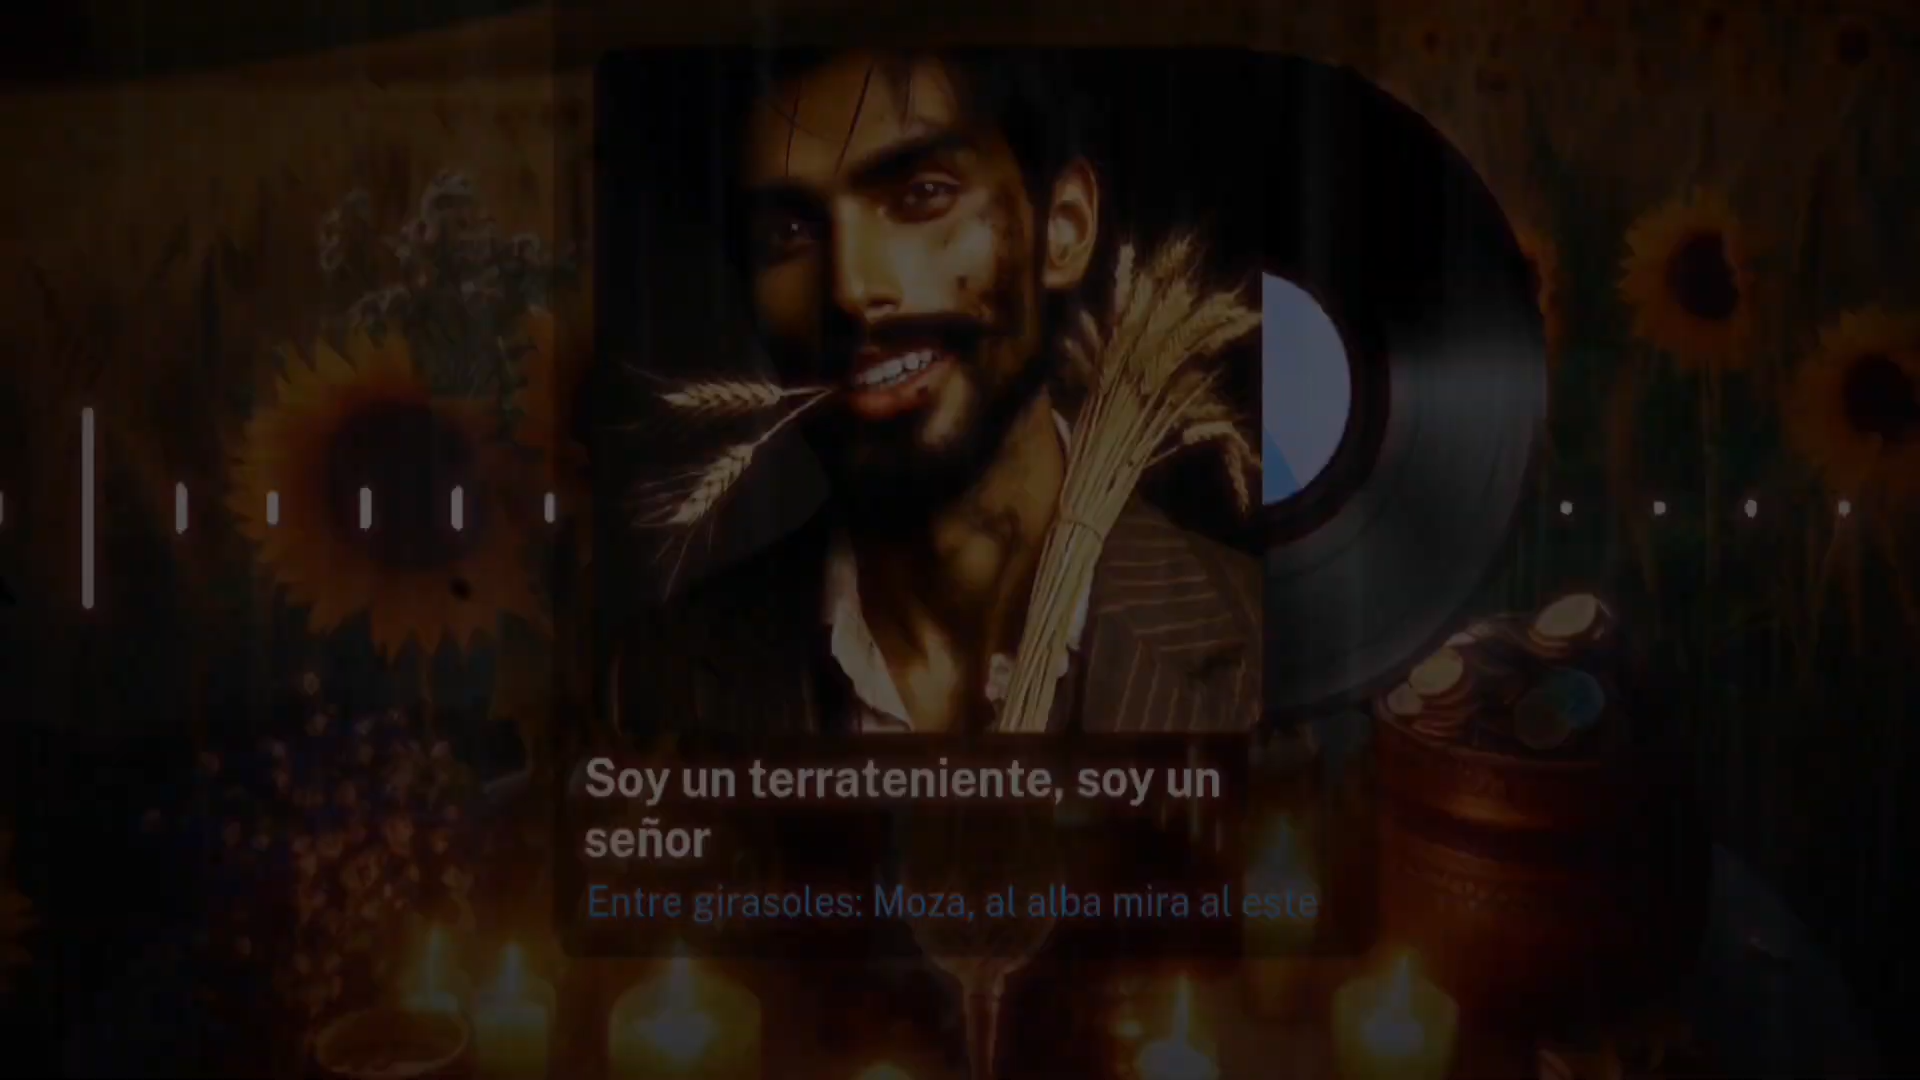 Soy un terrateniente, soy un
señor
Entre girasoles: Moza, al alba mira al este